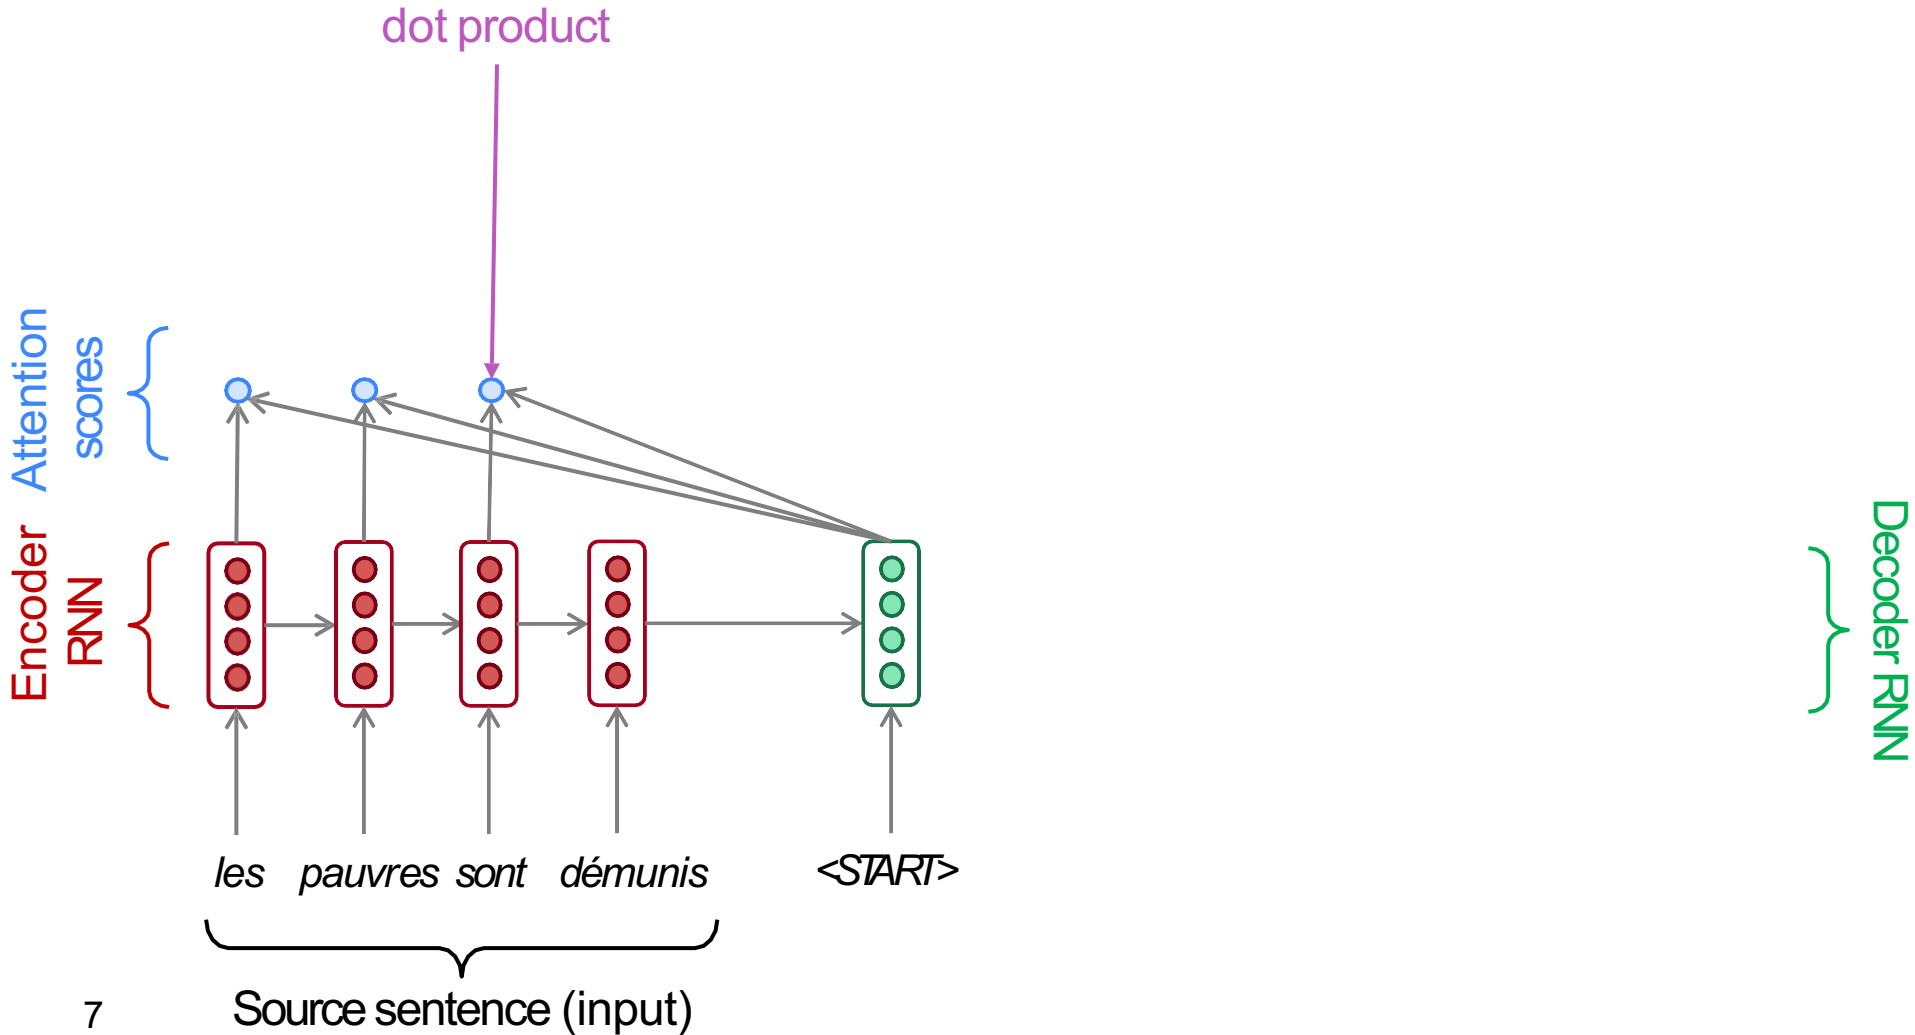 dot product
Attention
scores
Encoder
RNN
Decoder RNN
les pauvres sont démunis <START>
Source sentence (input)
7